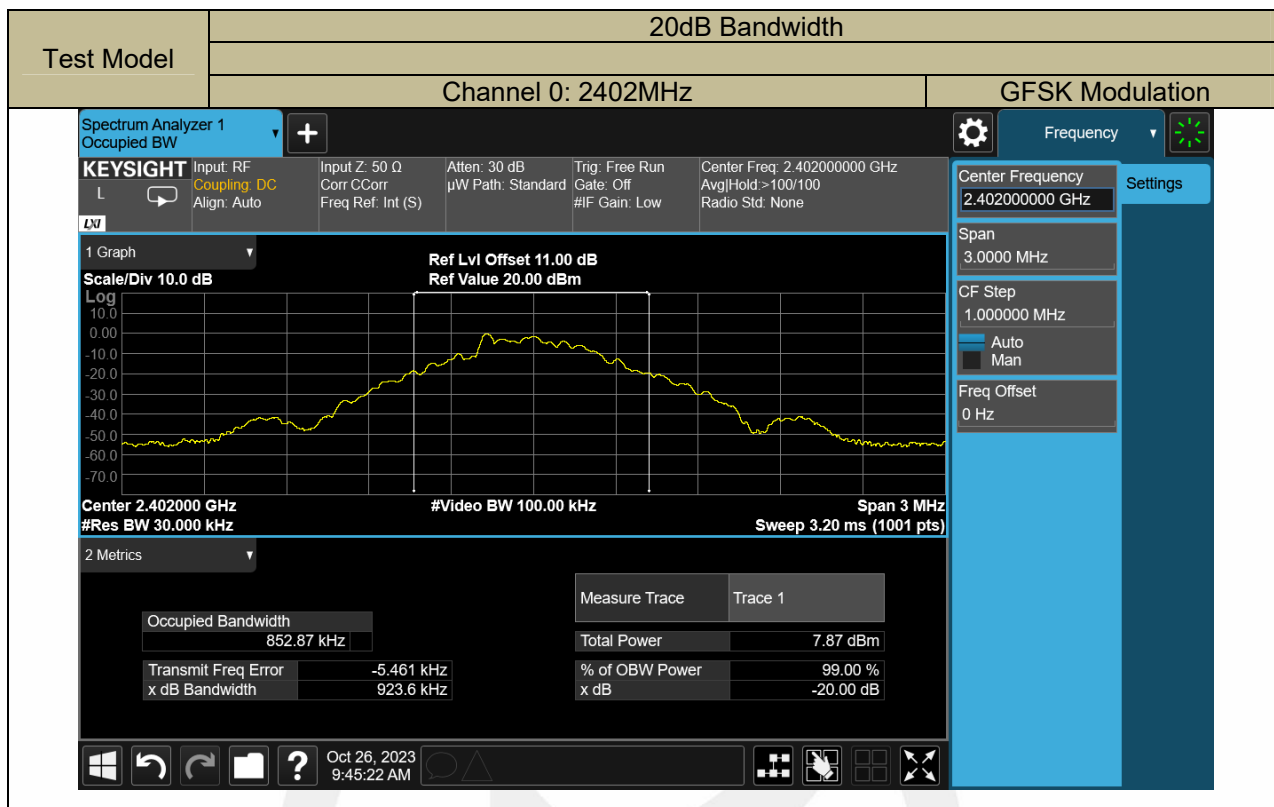 20dB Bandwidth
Test Model
Channel 0: 2402MHz GFSK Modulation
Spectrum Analyzer 1
Occupied BW
Frequency
KEYSIGHT Input: RF Input Z: 50 Ω Atten: 30 dB Trig: Free Run Center Freq: 2.402000000 GHz
L Coupling: DC Corr CCorr µW Path: Standard Gate: Off Avg|Hold:>100/100
Align: Auto Freq Ref: Int (S) #IF Gain: Low Radio Std: None
LXI
Center Frequency
2.402000000 GHz
Settings
Span
3.0000 MHz
CF Step
1.000000 MHz
Auto
Man
Freq Offset
0 Hz
1 Graph
Ref Lvl Offset 11.00 dB
Scale/Div 10.0 dB Ref Value 20.00 dBm
Log
10.0
0.00
-10.0
-20.0
-30.0
-40.0
-50.0
-60.0
-70.0
Center 2.402000 GHz #Video BW 100.00 kHz Span 3 MHz
#Res BW 30.000 kHz Sweep 3.20 ms (1001 pts)
2 Metrics
Measure Trace Trace 1
Occupied Bandwidth
852.87 kHz Total Power 7.87 dBm
Transmit Freq Error -5.461 kHz % of OBW Power 99.00 %
x dB Bandwidth 923.6 kHz x dB -20.00 dB
? Oct 26, 2023
9:45:22 AM